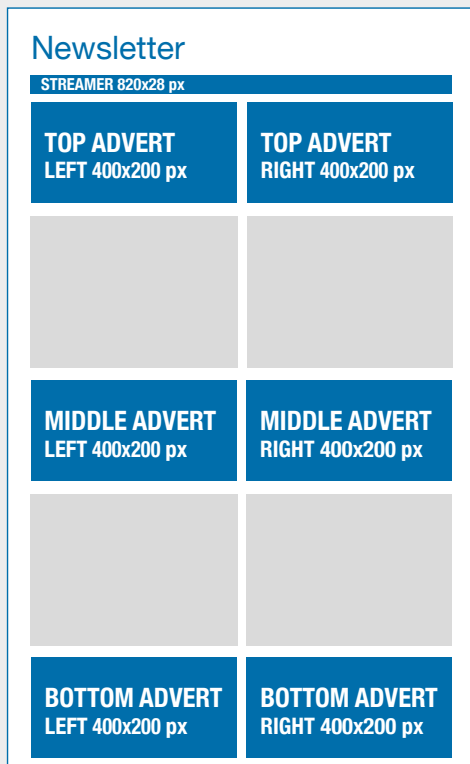 Newsletter
STREAMER 820x28 px
TOP ADVERT
LEFT 400x200 px
TOP ADVERT
RIGHT 400x200 px
MIDDLE ADVERT
LEFT 400x200 px
MIDDLE ADVERT
RIGHT 400x200 px
BOTTOM ADVERT
LEFT 400x200 px
BOTTOM ADVERT
RIGHT 400x200 px